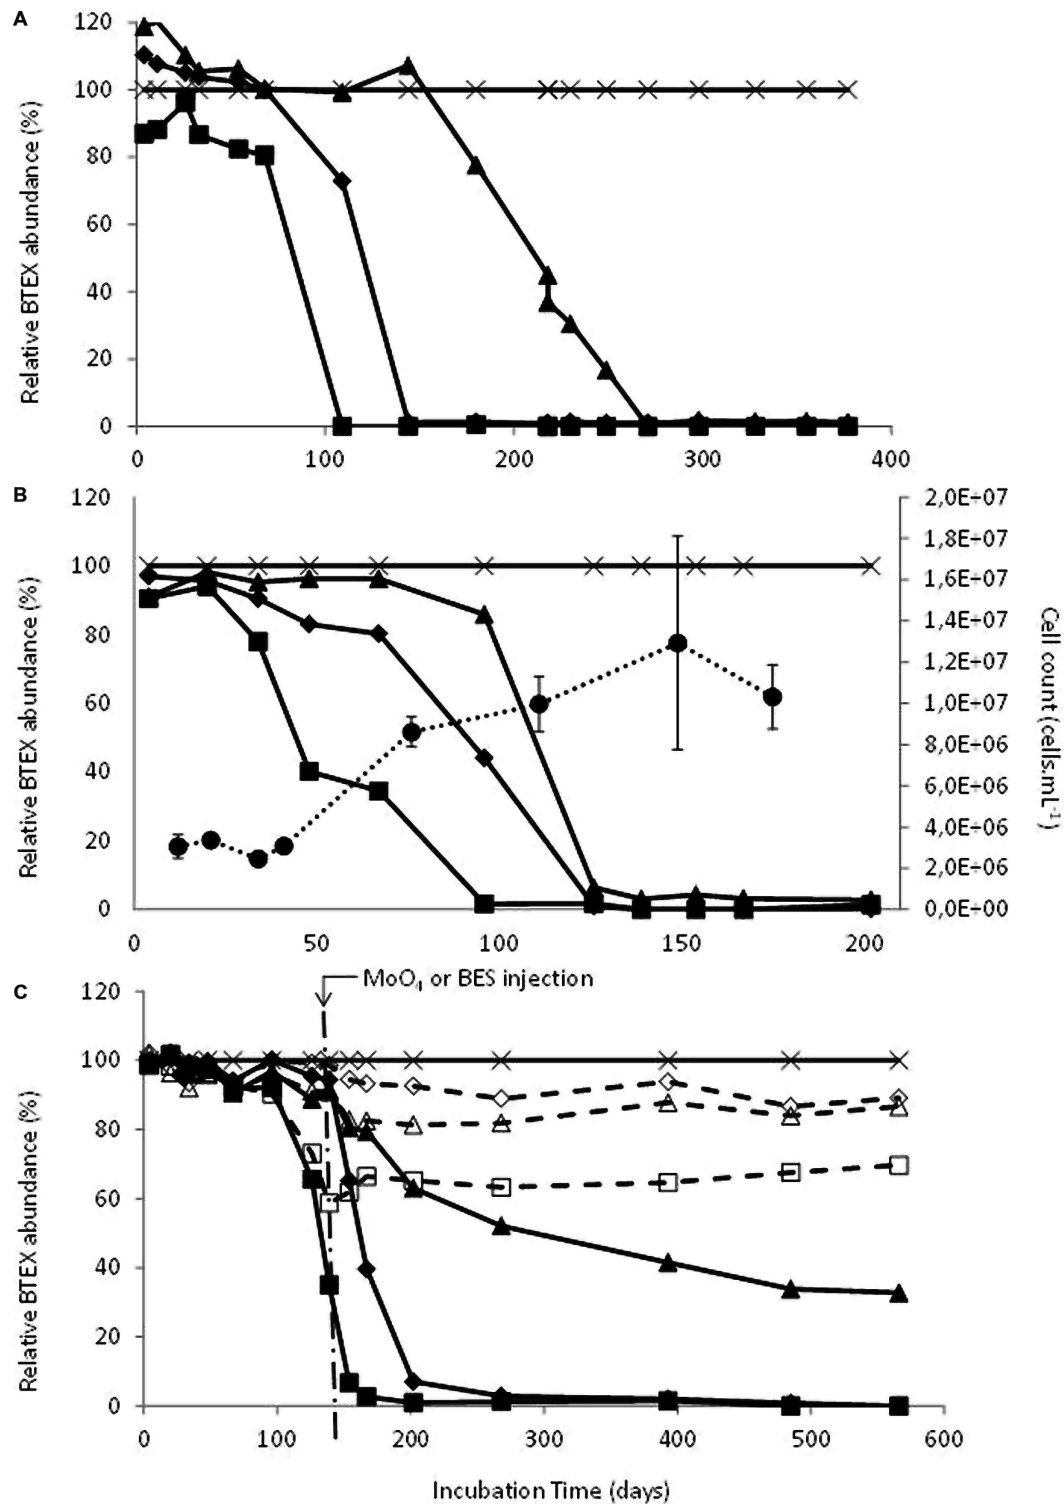 A
120
100
80
60
40
20
0
Relative BTEX abundance (%)
0 100 200 300 400
B
120
100
80
60
40
20
0
Relative BTEX abundance (%)
2,0E+07
1,8E+07
1,6E+07
1,4E+07
1,2E+07
1,0E+07
8,0E+06
6,0E+06
4,0E+06
2,0E+06
0,0E+00
Cell count (cells.mL⁻¹)
0 50 100 150 200
C
MoO₄ or BES injection
120
100
80
60
40
20
0
Relative BTEX abundance (%)
0 100 200 300 400 500 600
Incubation Time (days)